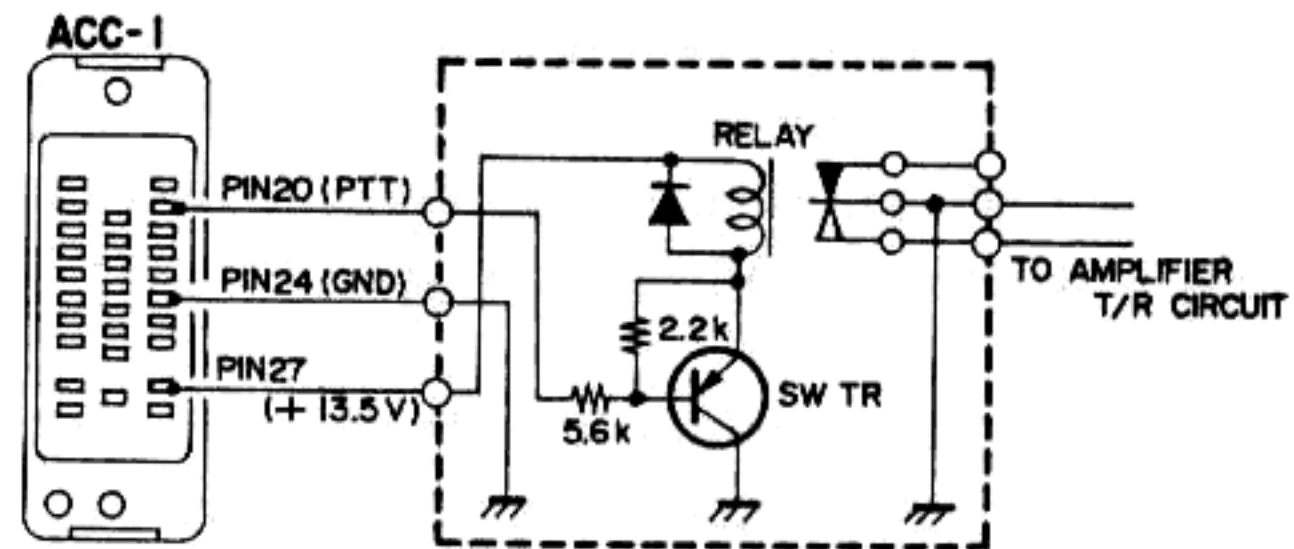 ACC-1
RELAY
PIN20 (PTT)
PIN24 (GND)
PIN27
(+ 13.5V)
2.2k
5.6k
SW TR
TO AMPLIFIER
T/R CIRCUIT